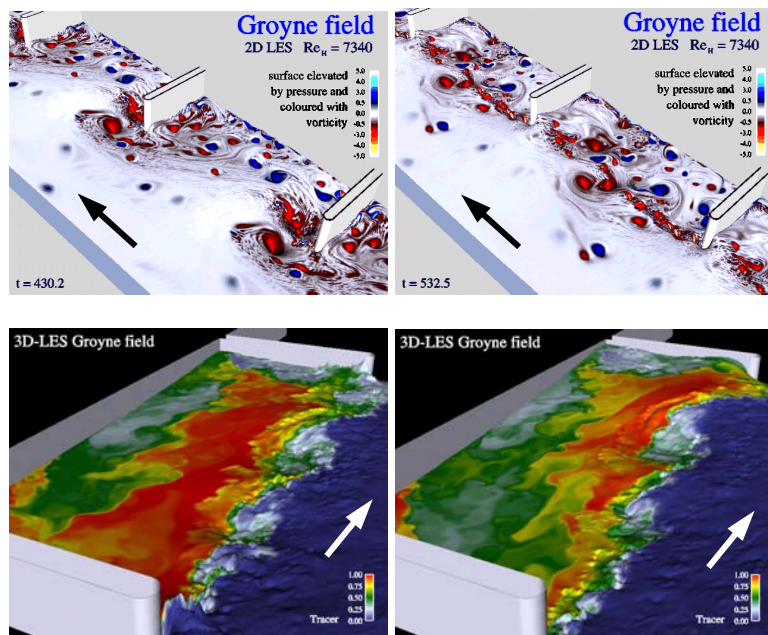 Groyne field
2D LES Re_H = 7340
surface elevated
by pressure and
coloured with
vorticity
5.0
4.0
3.0
0.5
-0.5
-3.0
-4.0
-5.0
t = 430.2
Groyne field
2D LES Re_H = 7340
surface elevated
by pressure and
coloured with
vorticity
5.0
4.0
3.0
0.5
-0.5
-3.0
-4.0
-5.0
t = 532.5
3D-LES Groyne field
1.00
0.75
0.50
0.25
0.00
Tracer
3D-LES Groyne field
1.00
0.75
0.50
0.25
0.00
Tracer